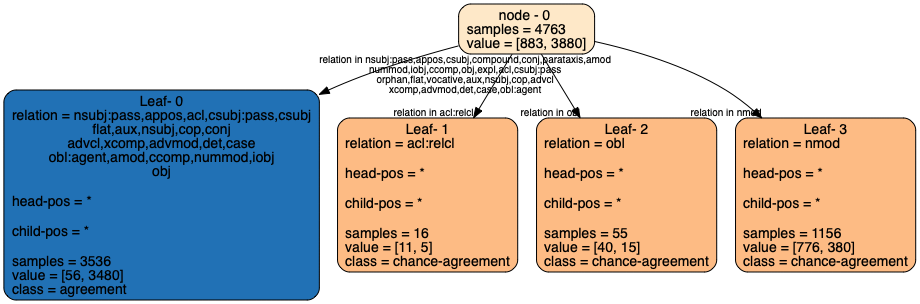 node - 0
samples = 4763
value = [883, 3880]
relation in nsubj:pass,appos,csubj,compound,conj,parataxis,amod
nummod,iobj,ccomp,obj,expl,acl,csubj:pass
orphan,flat,vocative,aux,nsubj,cop,advcl
xcomp,advmod,det,case,obl:agent
relation in acl:relcl
relation in obl
relation in nmod
Leaf- 0
relation = nsubj:pass,appos,acl,csubj:pass,csubj
flat,aux,nsubj,cop,conj
advcl,xcomp,advmod,det,case
obl:agent,amod,ccomp,nummod,iobj
obj
head-pos = *
child-pos = *
samples = 3536
value = [56, 3480]
class = agreement
Leaf- 1
relation = acl:relcl
head-pos = *
child-pos = *
samples = 16
value = [11, 5]
class = chance-agreement
Leaf- 2
relation = obl
head-pos = *
child-pos = *
samples = 55
value = [40, 15]
class = chance-agreement
Leaf- 3
relation = nmod
head-pos = *
child-pos = *
samples = 1156
value = [776, 380]
class = chance-agreement